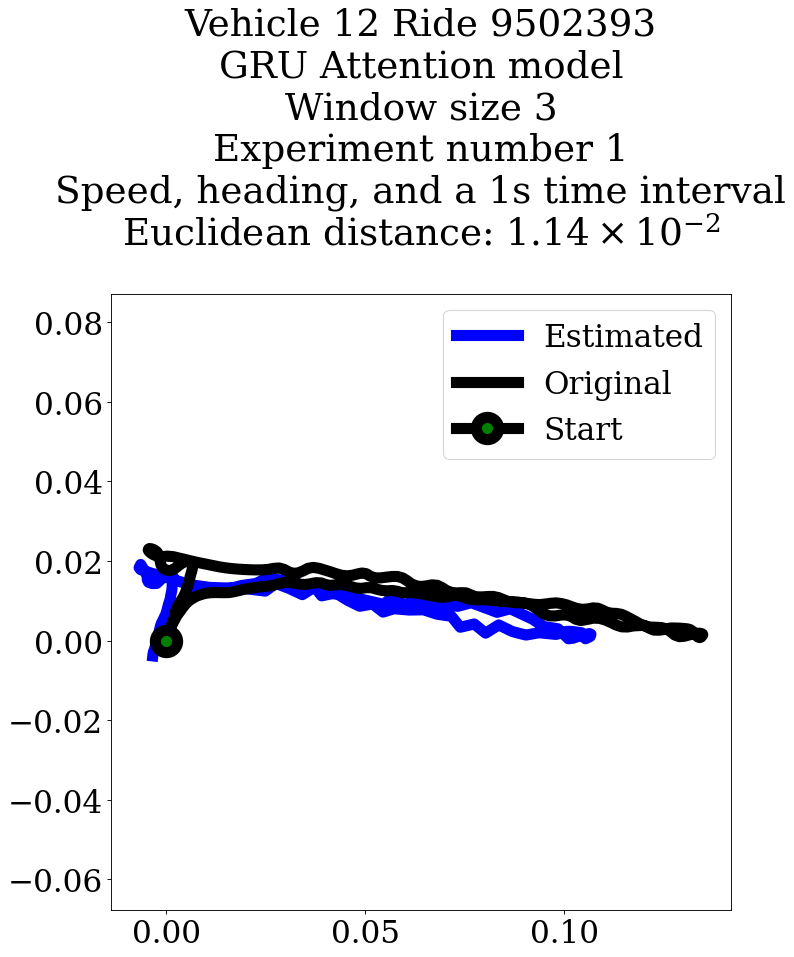 Vehicle 12 Ride 9502393
GRU Attention model
Window size 3
Experiment number 1
Speed, heading, and a 1s time interval
Euclidean distance: 1.14 × 10⁻²
Estimated
Original
Start
0.08
0.06
0.04
0.02
0.00
−0.02
−0.04
−0.06
0.00 0.05 0.10